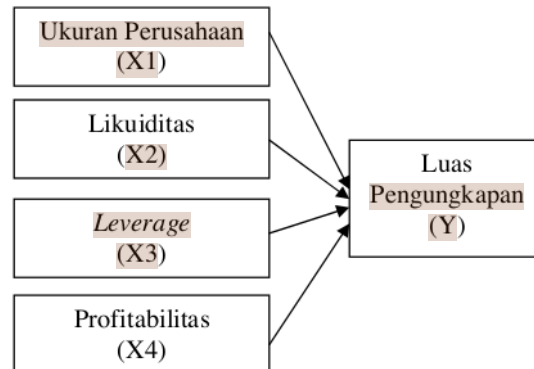 Ukuran Perusahaan
(X1)
Likuiditas
(X2)
Leverage
(X3)
Profitabilitas
(X4)
Luas
Pengungkapan
(Y)